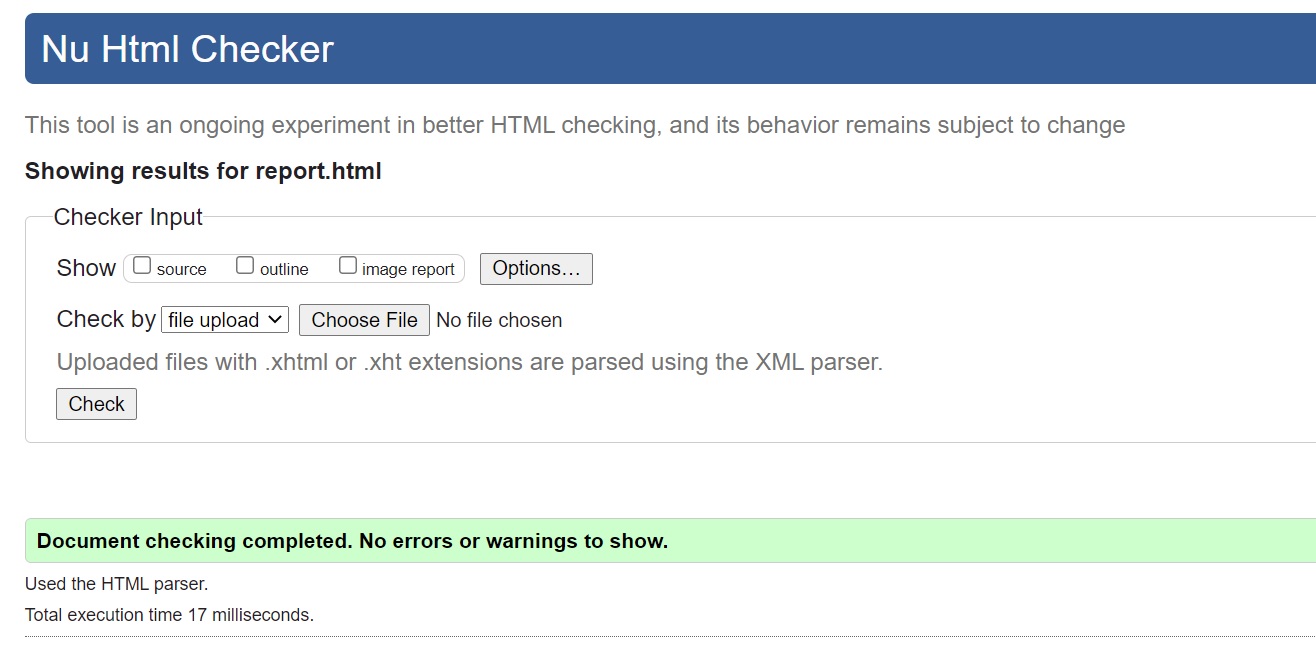 Nu Html Checker
This tool is an ongoing experiment in better HTML checking, and its behavior remains subject to change
Showing results for report.html
Checker Input
Show source outline image report Options...
Check by file upload Choose File No file chosen
Uploaded files with .xhtml or .xht extensions are parsed using the XML parser.
Check
Document checking completed. No errors or warnings to show.
Used the HTML parser.
Total execution time 17 milliseconds.